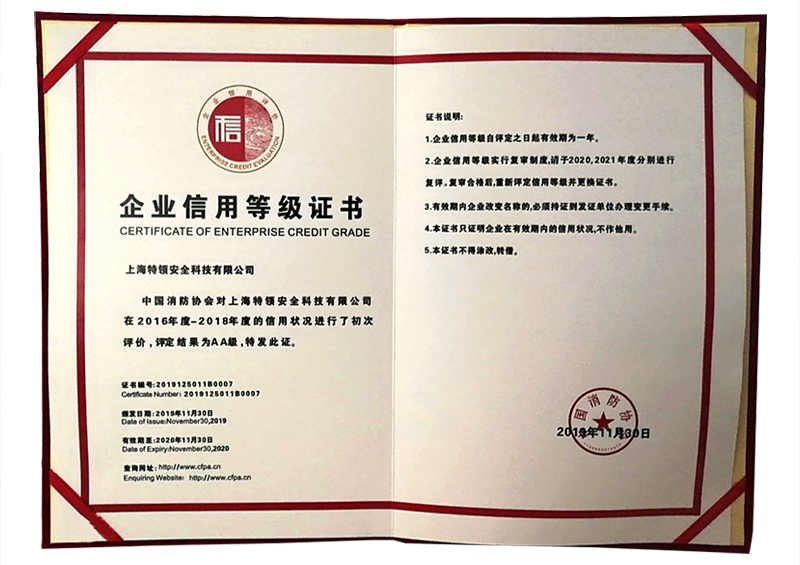 企业信用评价
信
ENTERPRISE CREDIT EVALUATION
企业信用等级证书
CERTIFICATE OF ENTERPRISE CREDIT GRADE
上海特领安全科技有限公司
中国消防协会对上海特领安全科技有限公司
在2016年度-2018年度的信用状况进行了初次
评价,评定结果为AA级,特发此证。
证书编号:2019125011B0007
Certificate Number: 2019125011B0007
颁发日期:2019年11月30日
Date of Issue:November30,2019
有效期至:2020年11月30日
Date of Expiry:November30,2020
查询网址:http://www.cfpa.cn
Enquiring Website: http://www.cfpa.cn
证书说明:
1.企业信用等级自评定之日起有效期为一年。
2.企业信用等级实行复审制度,请于2020,2021年度分别进行
复评。复审合格后,重新评定信用等级并更换证书。
3.有效期内企业改变名称的,必须持证到发证单位办理变更手续。
4.本证书只证明企业在有效期内的信用状况,不作他用。
5.本证书不得涂改,转借。
国消防协
2019年11月30日